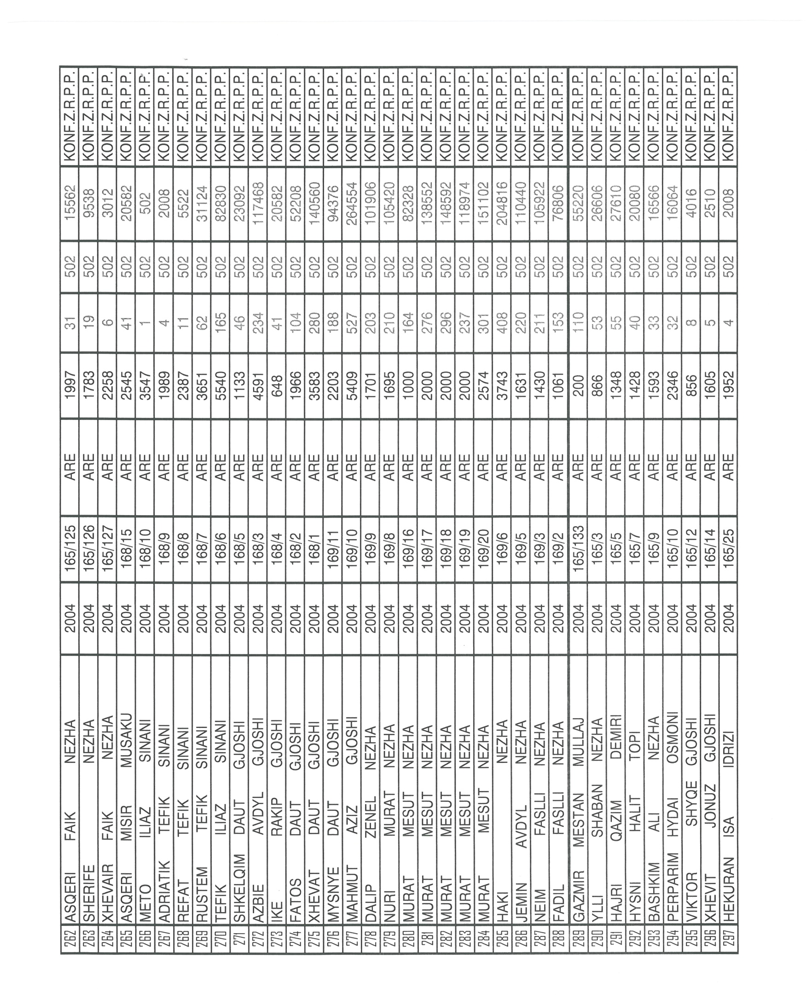 262 ASQERI FAIK NEZHA 2004 165/125 ARE 1997 31 502 15562 KONF.Z.R.P.P.
263 SHERIFE NEZHA 2004 165/126 ARE 1783 19 502 9538 KONF.Z.R.P.P.
264 XHEVAIR FAIK NEZHA 2004 165/127 ARE 2258 6 502 3012 KONF.Z.R.P.P.
265 ASQERI MISIR MUSAKU 2004 168/15 ARE 2545 41 502 20582 KONF.Z.R.P.P.
266 METO ILIAZ SINANI 2004 168/10 ARE 3547 1 502 502 KONF.Z.R.P.P.
267 ADRIATIK TEFIK SINANI 2004 168/9 ARE 1989 4 502 2008 KONF.Z.R.P.P.
268 REFAT TEFIK SINANI 2004 168/8 ARE 2387 11 502 5522 KONF.Z.R.P.P.
269 RUSTEM TEFIK SINANI 2004 168/7 ARE 3651 62 502 31124 KONF.Z.R.P.P.
270 TEFIK ILIAZ SINANI 2004 168/6 ARE 5540 165 502 82830 KONF.Z.R.P.P.
271 SHKELQIM DAUT GJOSHI 2004 168/5 ARE 1133 46 502 23092 KONF.Z.R.P.P.
272 AZBIE AVDYL GJOSHI 2004 168/3 ARE 4591 234 502 117468 KONF.Z.R.P.P.
273 IKE RAKIP GJOSHI 2004 168/4 ARE 648 41 502 20582 KONF.Z.R.P.P.
274 FATOS DAUT GJOSHI 2004 168/2 ARE 1966 104 502 52208 KONF.Z.R.P.P.
275 XHEVAT DAUT GJOSHI 2004 168/1 ARE 3583 280 502 140560 KONF.Z.R.P.P.
276 MYSNYE DAUT GJOSHI 2004 169/11 ARE 2203 188 502 94376 KONF.Z.R.P.P.
277 MAHMUT AZIZ GJOSHI 2004 169/10 ARE 5409 527 502 264554 KONF.Z.R.P.P.
278 DALIP ZENEL NEZHA 2004 169/9 ARE 1701 203 502 101906 KONF.Z.R.P.P.
279 NURI MURAT NEZHA 2004 169/8 ARE 1695 210 502 105420 KONF.Z.R.P.P.
280 MURAT MESUT NEZHA 2004 169/16 ARE 1000 164 502 82328 KONF.Z.R.P.P.
281 MURAT MESUT NEZHA 2004 169/17 ARE 2000 276 502 138552 KONF.Z.R.P.P.
282 MURAT MESUT NEZHA 2004 169/18 ARE 2000 296 502 148592 KONF.Z.R.P.P.
283 MURAT MESUT NEZHA 2004 169/19 ARE 2000 237 502 118974 KONF.Z.R.P.P.
284 MURAT MESUT NEZHA 2004 169/20 ARE 2574 301 502 151102 KONF.Z.R.P.P.
285 HAKI NEZHA 2004 169/6 ARE 3743 408 502 204816 KONF.Z.R.P.P.
286 JEMIN AVDYL NEZHA 2004 169/5 ARE 1631 220 502 110440 KONF.Z.R.P.P.
287 NEIM FASLLI NEZHA 2004 169/3 ARE 1430 211 502 105922 KONF.Z.R.P.P.
288 FADIL FASLLI NEZHA 2004 169/2 ARE 1061 153 502 76806 KONF.Z.R.P.P.
289 GAZMIR MESTAN MULLAJ 2004 165/133 ARE 200 110 502 55220 KONF.Z.R.P.P.
290 YLLI SHABAN NEZHA 2004 165/3 ARE 866 53 502 26606 KONF.Z.R.P.P.
291 HAJRI QAZIM DEMIRI 2004 165/5 ARE 1348 55 502 27610 KONF.Z.R.P.P.
292 HYSNI HALIT TOPI 2004 165/7 ARE 1428 40 502 20080 KONF.Z.R.P.P.
293 BASHKIM ALI NEZHA 2004 165/9 ARE 1593 33 502 16566 KONF.Z.R.P.P.
294 PERPARIM HYDAI OSMONI 2004 165/10 ARE 2346 32 502 16064 KONF.Z.R.P.P.
295 VIKTOR SHYQE GJOSHI 2004 165/12 ARE 856 8 502 4016 KONF.Z.R.P.P.
296 XHEVIT JONUZ GJOSHI 2004 165/14 ARE 1605 5 502 2510 KONF.Z.R.P.P.
297 HEKURAN ISA IDRIZI 2004 165/25 ARE 1952 4 502 2008 KONF.Z.R.P.P.